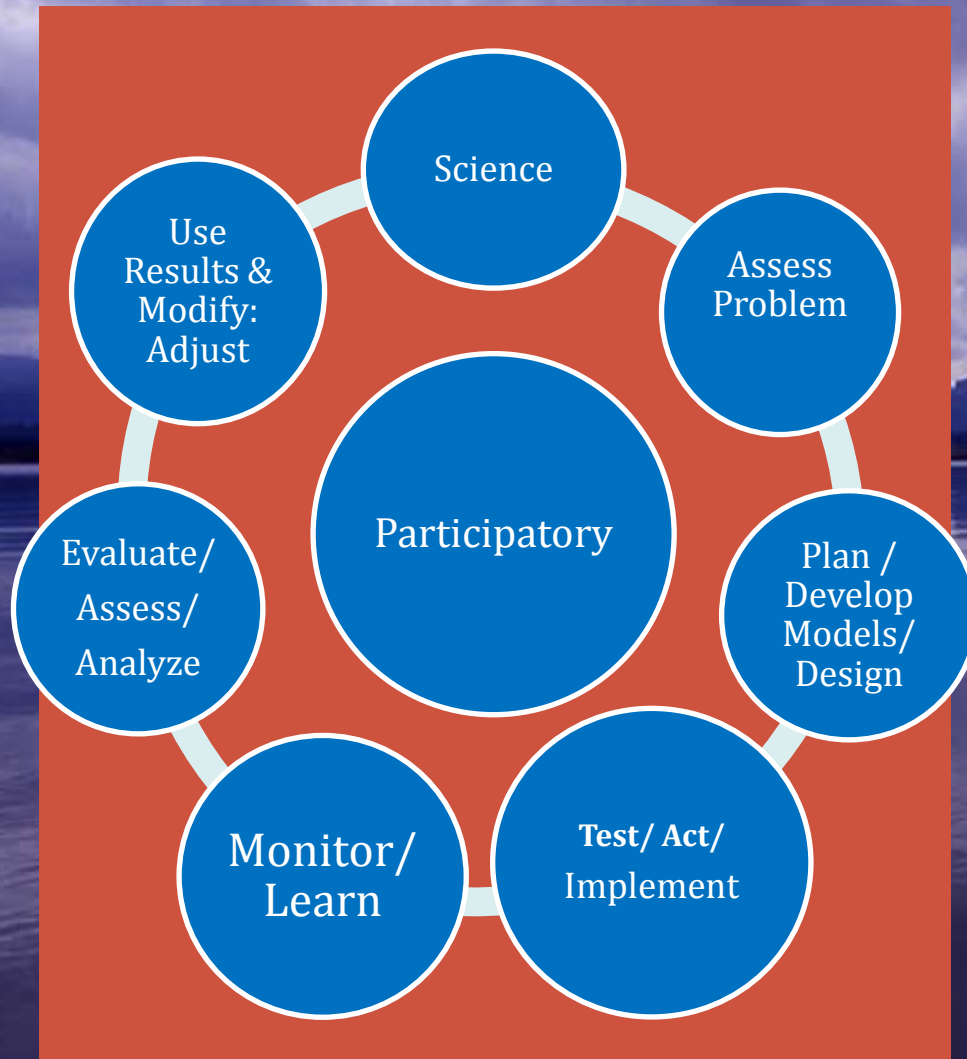 Science
Assess
Problem
Plan /
Develop
Models/
Design
Test/ Act/
Implement
Monitor/
Learn
Evaluate/
Assess/
Analyze
Use
Results &
Modify:
Adjust
Participatory